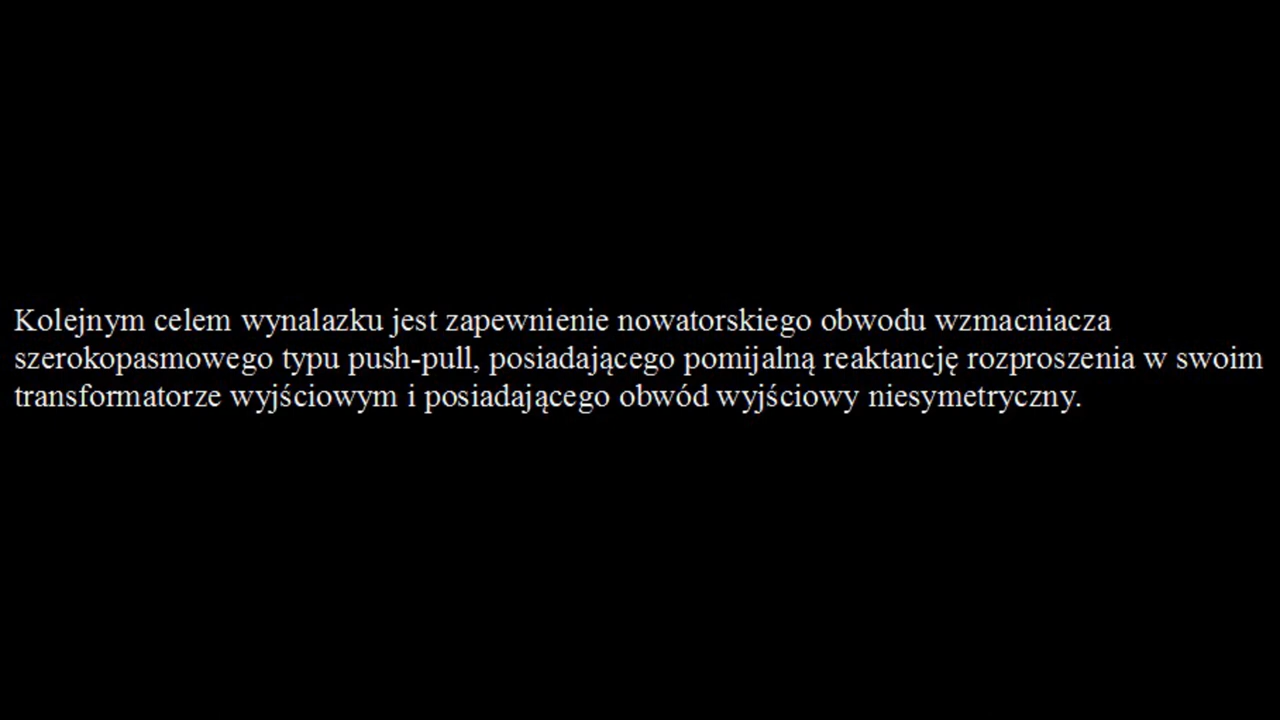 Kolejnym celem wynalazku jest zapewnienie nowatorskiego obwodu wzmacniacza
szerokopasmowego typu push-pull, posiadającego pomijalną reaktancję rozproszenia w swoim
transformatorze wyjściowym i posiadającego obwód wyjściowy niesymetryczny.